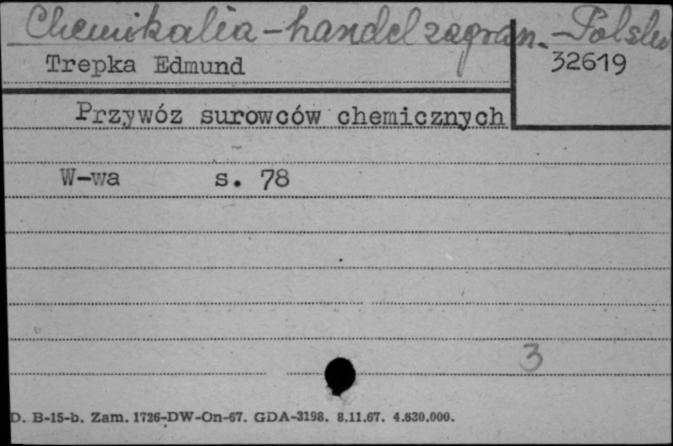 Chemikalia - handel zagran. - Polska
Trepka Edmund
32619
Przywóz surowców chemicznych
W-wa s. 78
3
D. B-15-b. Zam. 1726-DW-On-67. GDA-3198. 8.11.67. 4.630.000.